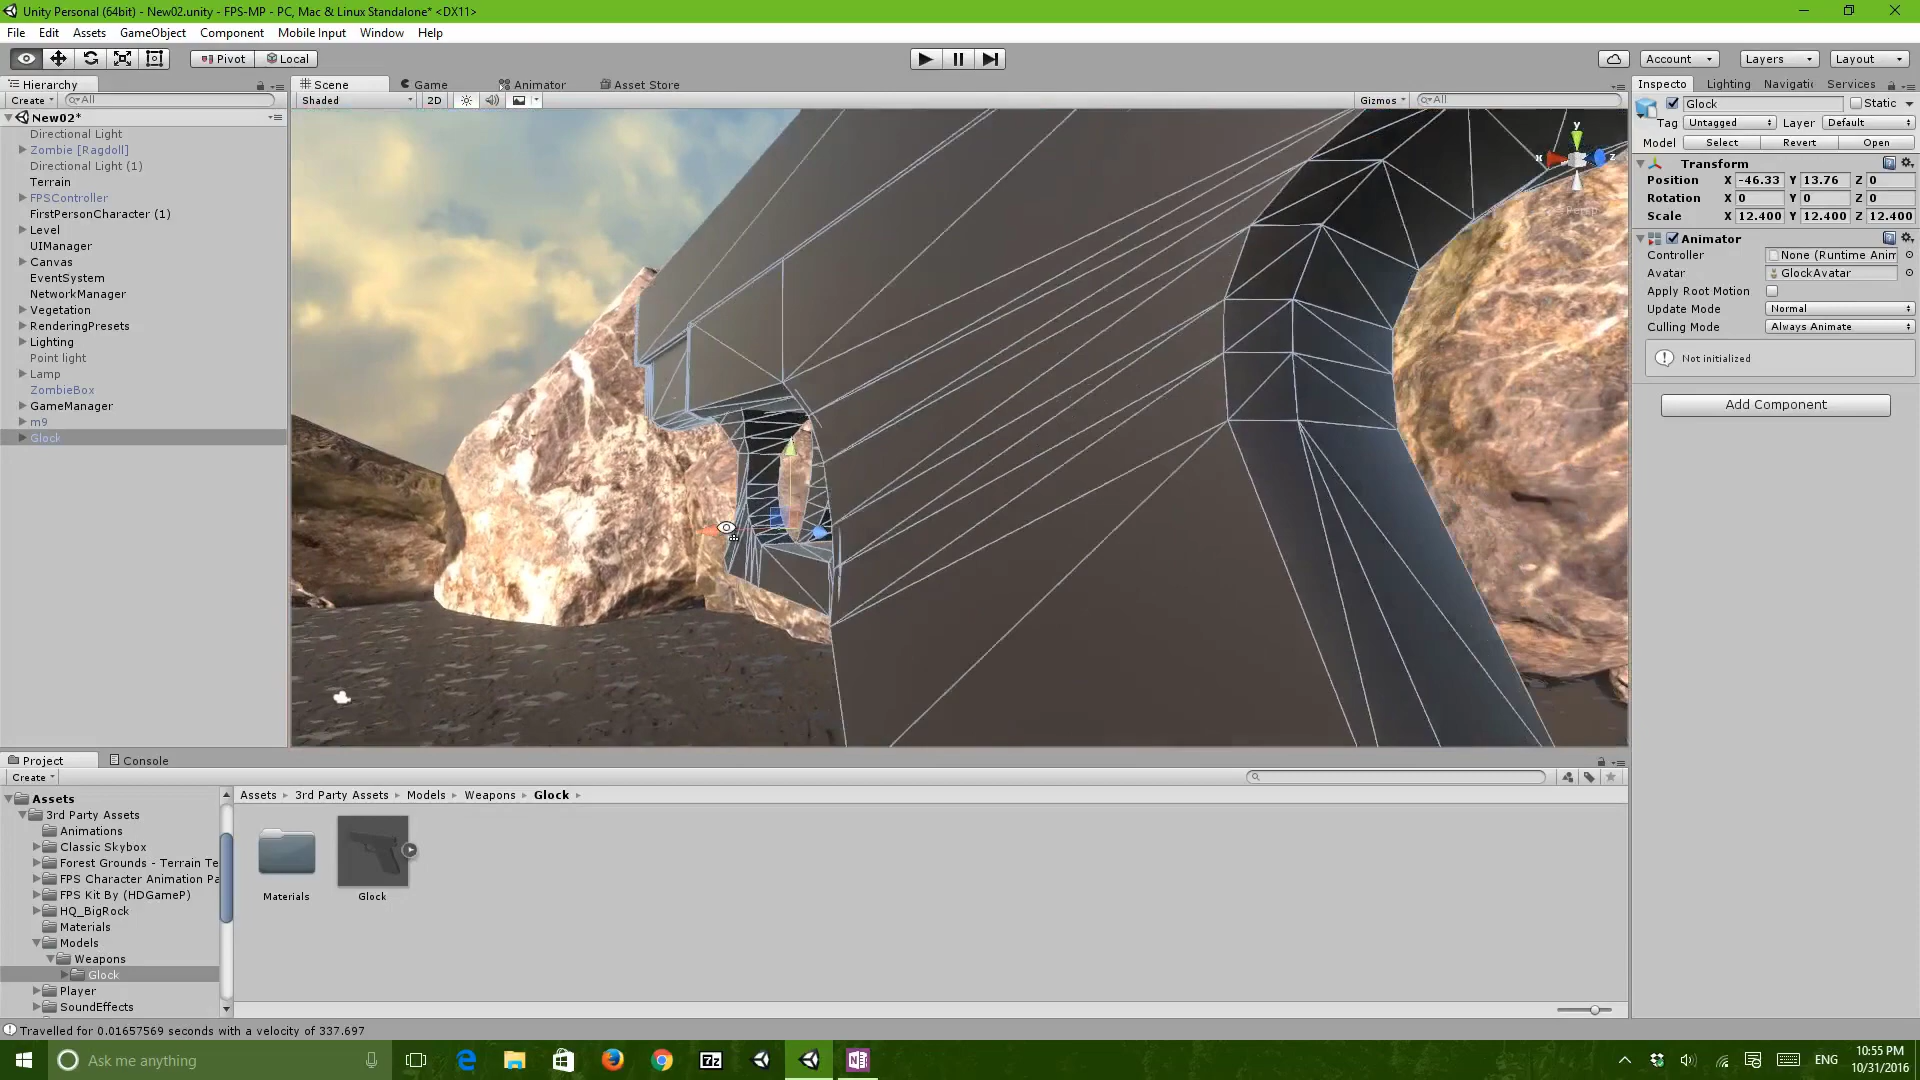 Unity Personal (64bit) - New02.unity - FPS-MP - PC, Mac & Linux Standalone* <DX11>
File Edit Assets GameObject Component Mobile Input Window Help
Pivot Local Account Layers Layout
Hierarchy Scene Game Animator Asset Store Inspecto Lighting Navigatic Services
Create All Shaded 2D Gizmos All
New02*
Directional Light
Zombie [Ragdoll]
Directional Light (1)
Terrain
FPSController
FirstPersonCharacter (1)
Level
UIManager
Canvas
EventSystem
NetworkManager
Vegetation
RenderingPresets
Lighting
Point light
Lamp
ZombieBox
GameManager
m9
Glock
y
x z
Persp
Glock Static
Tag Untagged Layer Default
Model Select Revert Open
Transform
Position X -46.33 Y 13.76 Z 0
Rotation X 0 Y 0 Z 0
Scale X 12.400 Y 12.400 Z 12.400
Animator
Controller None (Runtime Anim
Avatar GlockAvatar
Apply Root Motion
Update Mode Normal
Culling Mode Always Animate
Not initialized
Add Component
Project Console
Create
Assets
3rd Party Assets
Animations
Classic Skybox
Forest Grounds - Terrain Te
FPS Character Animation Pa
FPS Kit By (HDGameP)
HQ_BigRock
Materials
Models
Weapons
Glock
Player
SoundEffects
Assets 3rd Party Assets Models Weapons Glock
Materials Glock
Travelled for 0.01657569 seconds with a velocity of 337.697
Ask me anything
7z
N
ENG
10:55 PM
10/31/2016